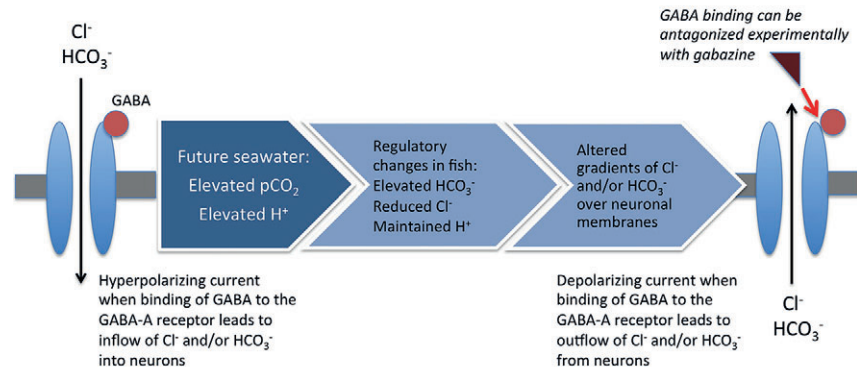 Cl⁻
HCO₃⁻
GABA
Future seawater:
Elevated pCO₂
Elevated H⁺
Regulatory
changes in fish:
Elevated HCO₃⁻
Reduced Cl⁻
Maintained H⁺
Altered
gradients of Cl⁻
and/or HCO₃⁻
over neuronal
membranes
GABA binding can be
antagonized experimentally
with gabazine
Hyperpolarizing current
when binding of GABA to the
GABA-A receptor leads to
inflow of Cl⁻ and/or HCO₃⁻
into neurons
Depolarizing current when
binding of GABA to the
GABA-A receptor leads to
outflow of Cl⁻ and/or HCO₃⁻
from neurons
Cl⁻
HCO₃⁻